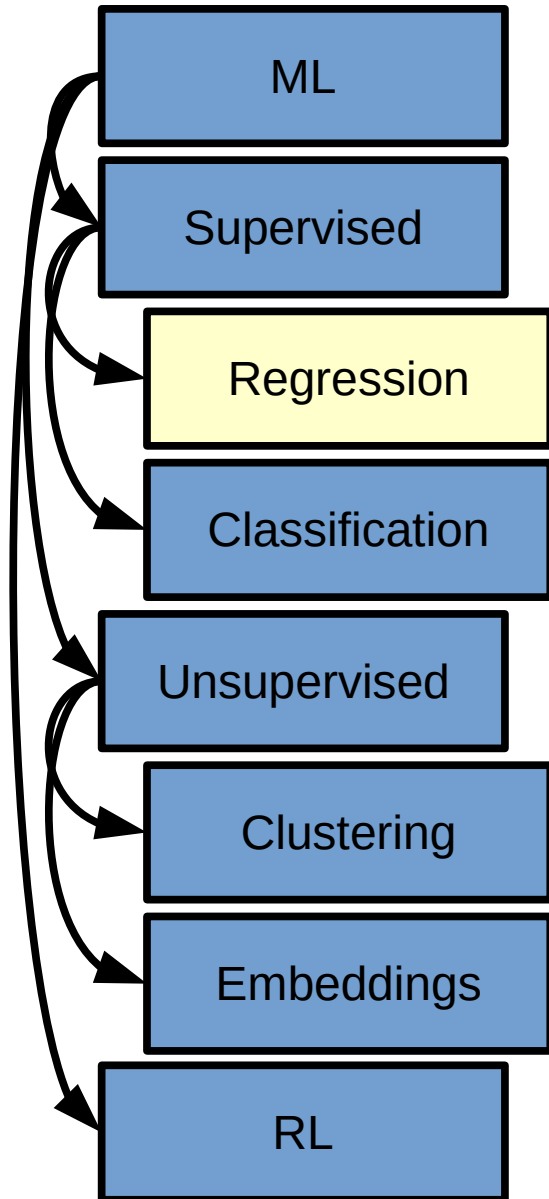 ML
Supervised
Regression
Classification
Unsupervised
Clustering
Embeddings
RL